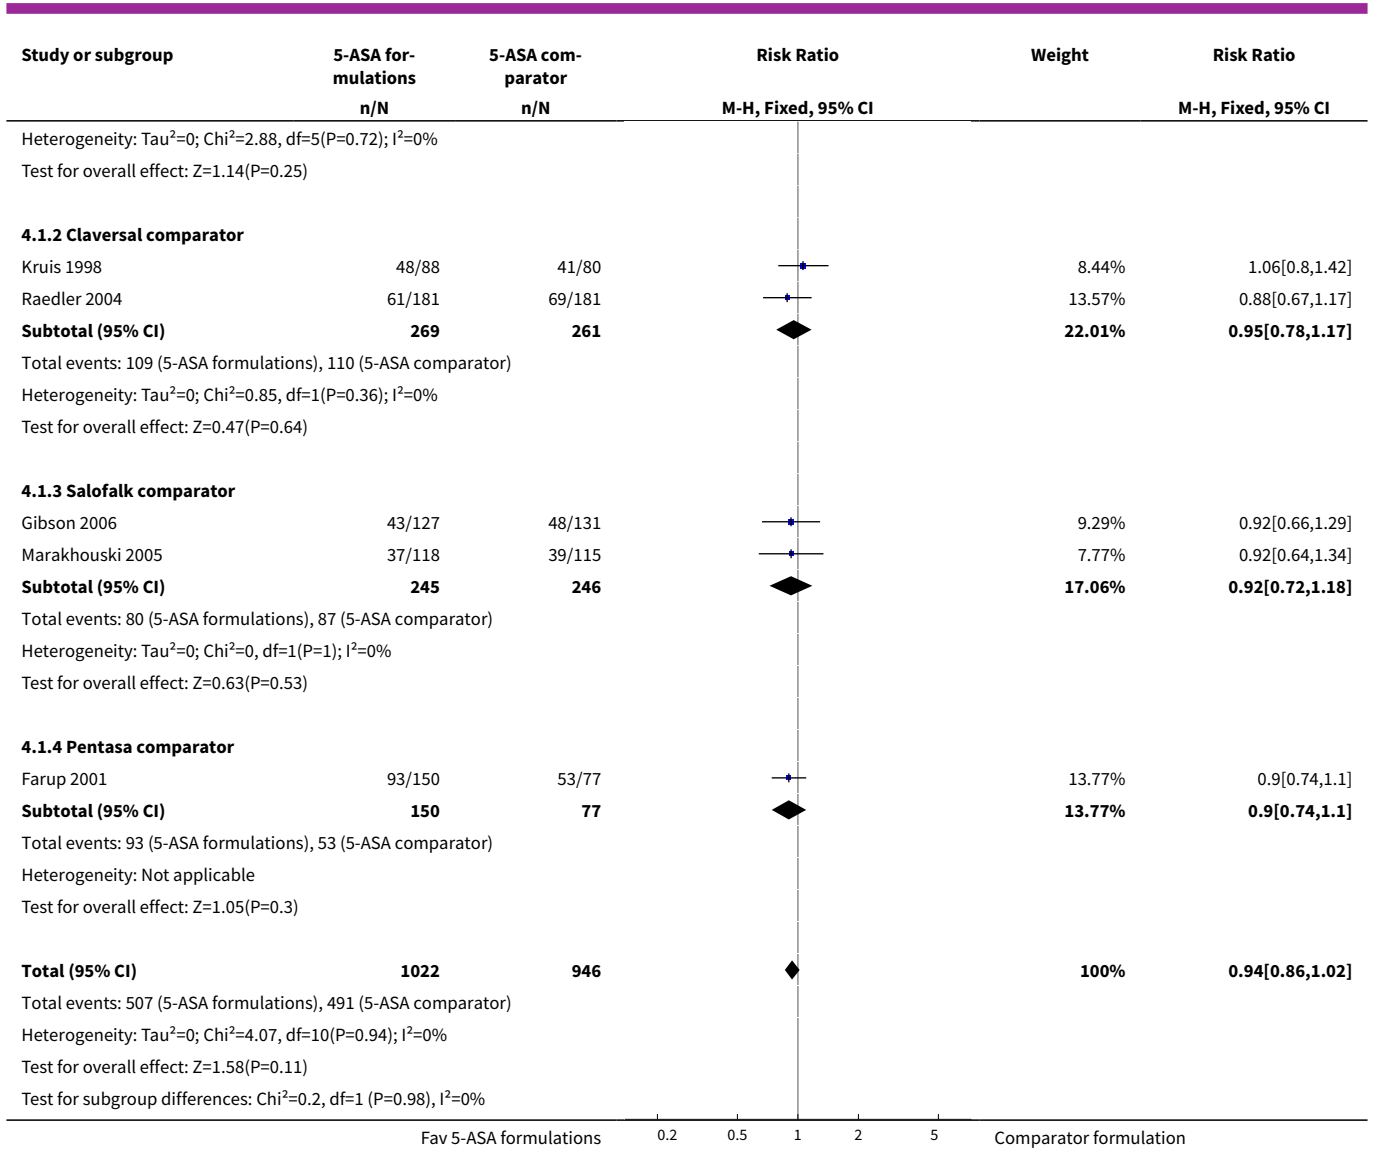 Study or subgroup 5-ASA for- 5-ASA com- Risk Ratio Weight Risk Ratio
mulations parator
n/N n/N M-H, Fixed, 95% CI M-H, Fixed, 95% CI
Heterogeneity: Tau²=0; Chi²=2.88, df=5(P=0.72); I²=0%
Test for overall effect: Z=1.14(P=0.25)
4.1.2 Claversal comparator
Kruis 1998 48/88 41/80 8.44% 1.06[0.8,1.42]
Raedler 2004 61/181 69/181 13.57% 0.88[0.67,1.17]
Subtotal (95% CI) 269 261 22.01% 0.95[0.78,1.17]
Total events: 109 (5-ASA formulations), 110 (5-ASA comparator)
Heterogeneity: Tau²=0; Chi²=0.85, df=1(P=0.36); I²=0%
Test for overall effect: Z=0.47(P=0.64)
4.1.3 Salofalk comparator
Gibson 2006 43/127 48/131 9.29% 0.92[0.66,1.29]
Marakhouski 2005 37/118 39/115 7.77% 0.92[0.64,1.34]
Subtotal (95% CI) 245 246 17.06% 0.92[0.72,1.18]
Total events: 80 (5-ASA formulations), 87 (5-ASA comparator)
Heterogeneity: Tau²=0; Chi²=0, df=1(P=1); I²=0%
Test for overall effect: Z=0.63(P=0.53)
4.1.4 Pentasa comparator
Farup 2001 93/150 53/77 13.77% 0.9[0.74,1.1]
Subtotal (95% CI) 150 77 13.77% 0.9[0.74,1.1]
Total events: 93 (5-ASA formulations), 53 (5-ASA comparator)
Heterogeneity: Not applicable
Test for overall effect: Z=1.05(P=0.3)
Total (95% CI) 1022 946 100% 0.94[0.86,1.02]
Total events: 507 (5-ASA formulations), 491 (5-ASA comparator)
Heterogeneity: Tau²=0; Chi²=4.07, df=10(P=0.94); I²=0%
Test for overall effect: Z=1.58(P=0.11)
Test for subgroup differences: Chi²=0.2, df=1 (P=0.98), I²=0%
Fav 5-ASA formulations 0.2 0.5 1 2 5 Comparator formulation